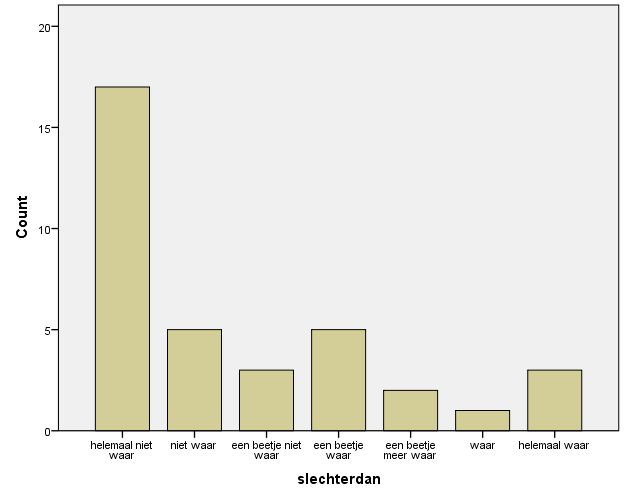 20
15
10
5
0
Count
helemaal niet
waar
niet waar
een beetje niet
waar
een beetje
waar
een beetje
meer waar
waar
helemaal waar
slechterdan